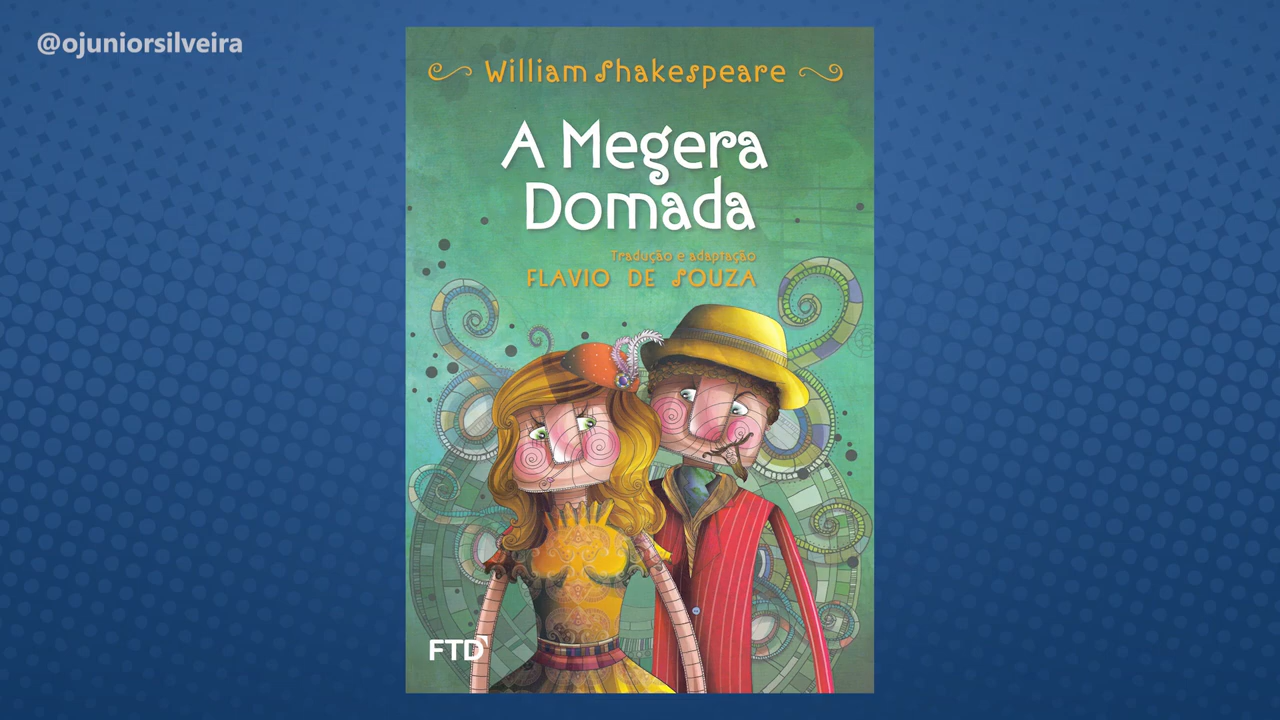 @ojuniorsilveira
William Shakespeare
A Megera
Domada
Tradução e adaptação
FLAVIO DE SOUZA
FTD